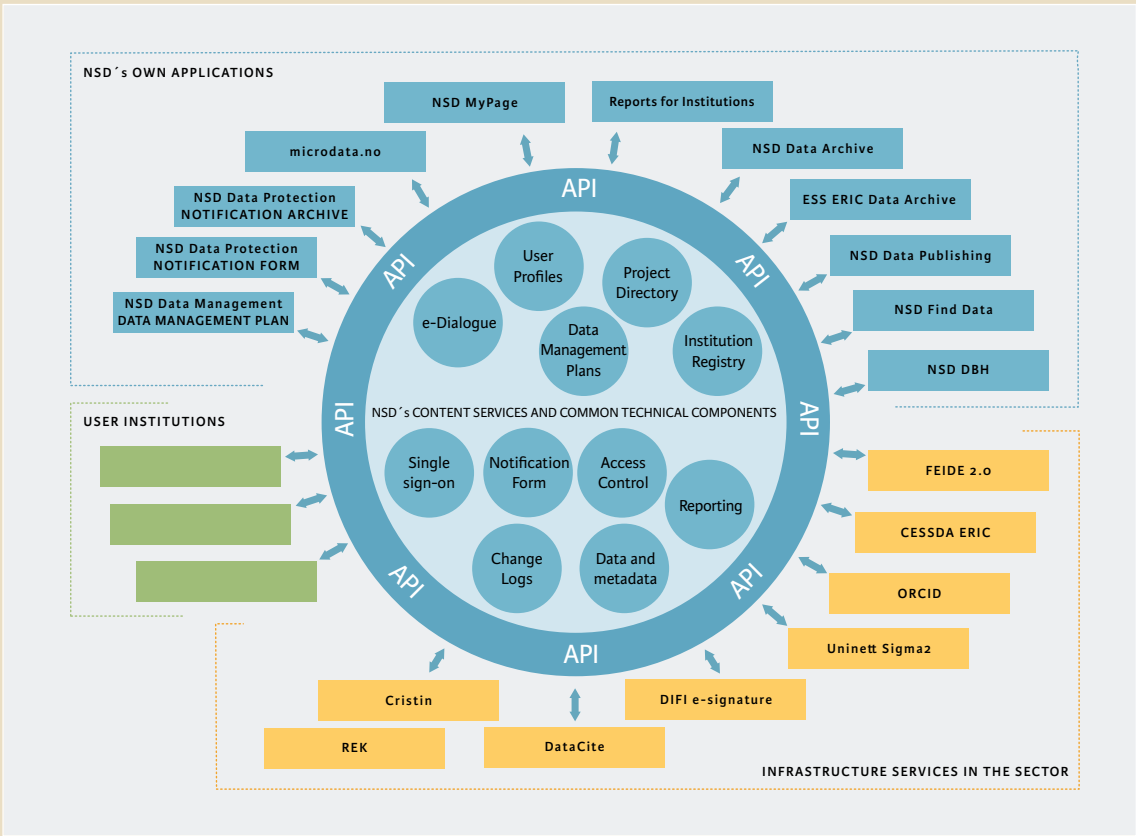 NSD´s OWN APPLICATIONS
NSD MyPage
Reports for Institutions
microdata.no
NSD Data Archive
NSD Data Protection
NOTIFICATION ARCHIVE
ESS ERIC Data Archive
NSD Data Protection
NOTIFICATION FORM
NSD Data Publishing
NSD Data Management
DATA MANAGEMENT PLAN
NSD Find Data
NSD DBH
API
API
API
API
API
API
API
API
User
Profiles
Project
Directory
e-Dialogue
Data
Management
Plans
Institution
Registry
NSD´s CONTENT SERVICES AND COMMON TECHNICAL COMPONENTS
Single
sign-on
Notification
Form
Access
Control
Reporting
Change
Logs
Data and
metadata
USER INSTITUTIONS
FEIDE 2.0
CESSDA ERIC
ORCID
Uninett Sigma2
DIFI e-signature
Cristin
REK
DataCite
INFRASTRUCTURE SERVICES IN THE SECTOR